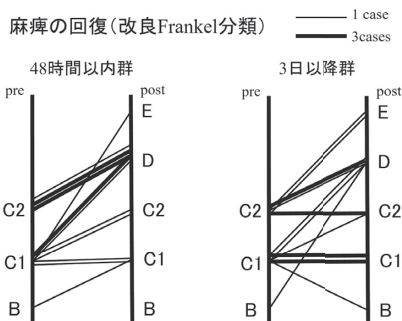 麻痺の回復(改良Frankel分類)
1 case
3cases
48時間以内群
pre
post
E
D
C2
C2
C1
C1
B
B
3日以降群
pre
post
E
D
C2
C2
C1
C1
B
B